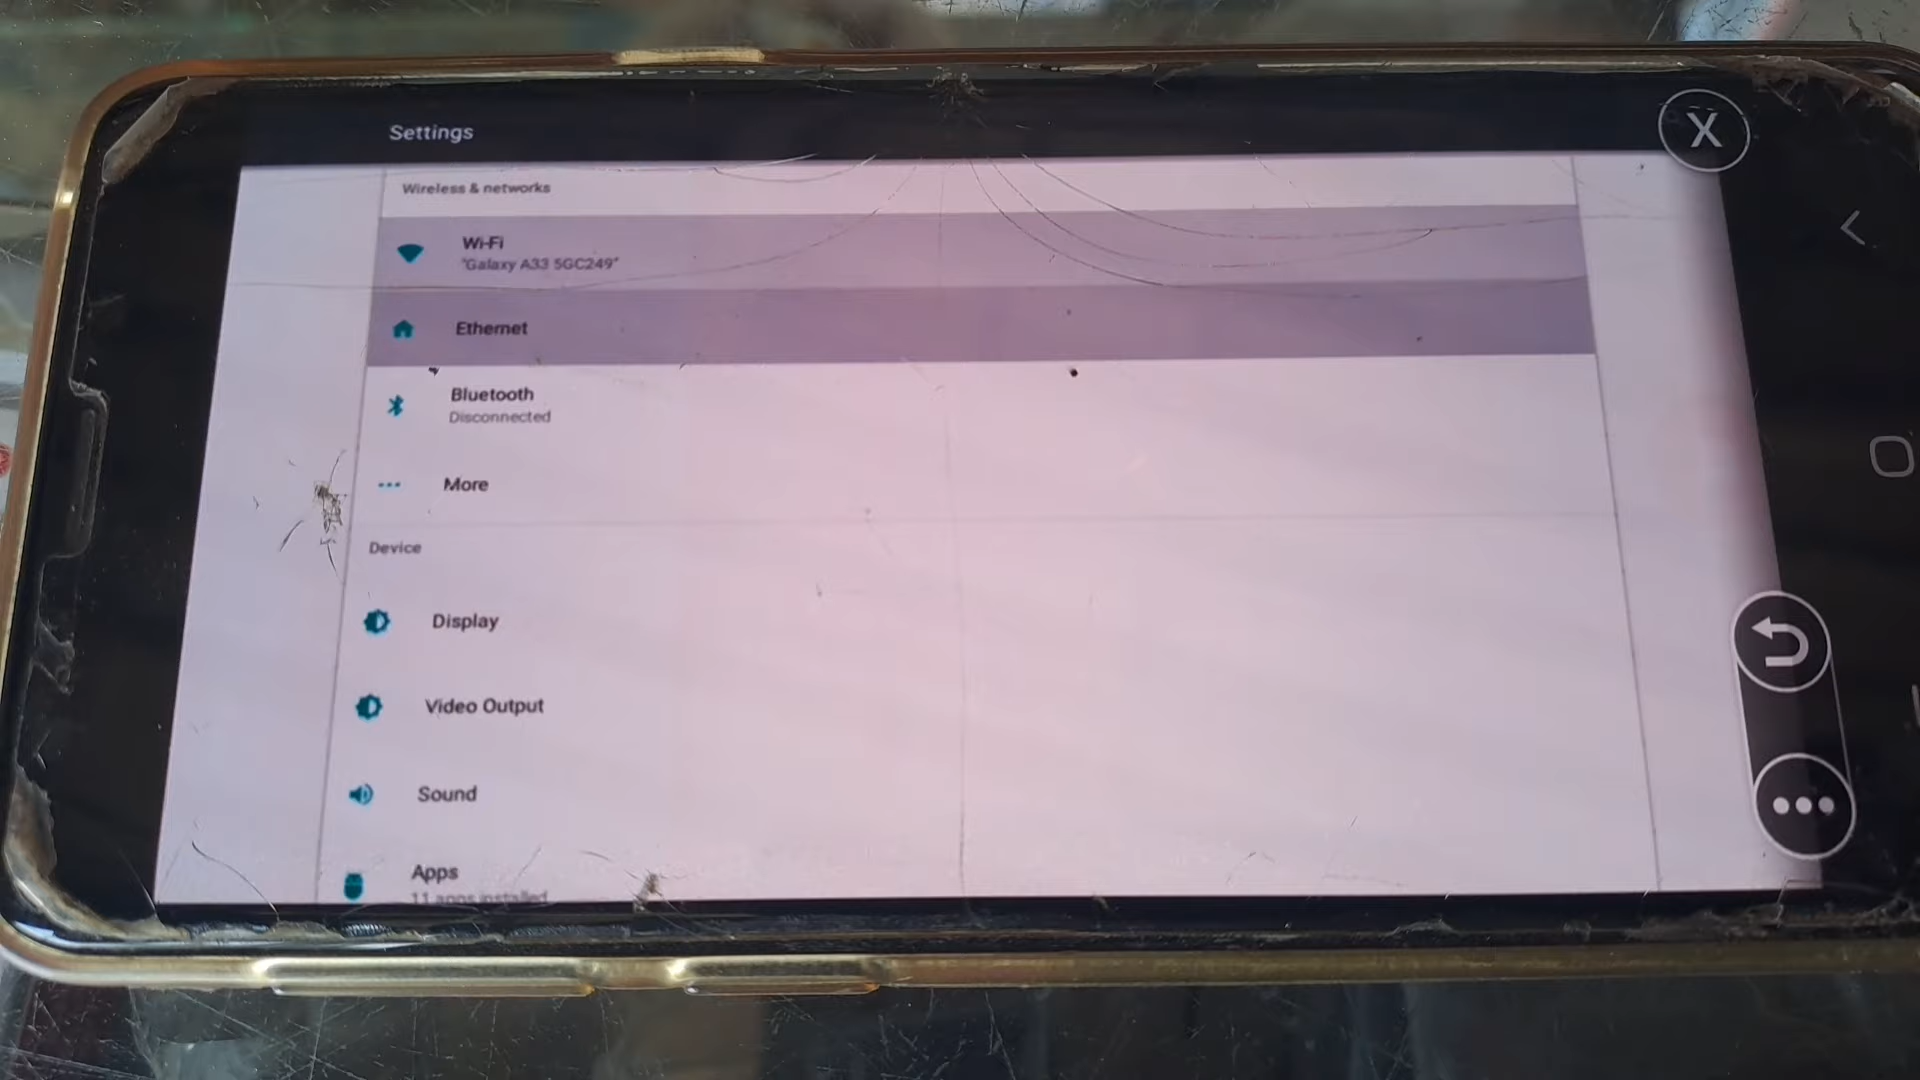 Settings
X
Wireless & networks
Wi-Fi
"Galaxy A33 5GC249"
Ethernet
Bluetooth
Disconnected
More
Device
Display
Video Output
Sound
Apps
11 apps installed